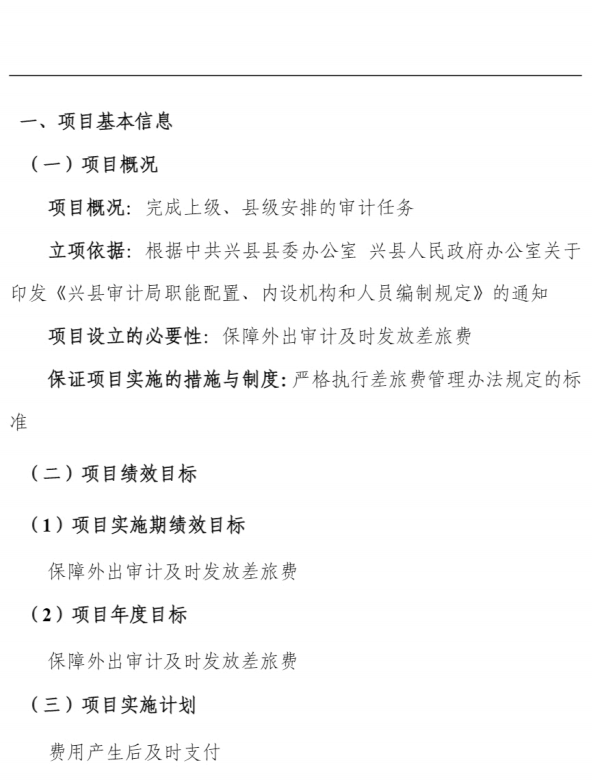 一、项目基本信息
（一）项目概况
项目概况：完成上级、县级安排的审计任务
立项依据：根据中共兴县县委办公室 兴县人民政府办公室关于
印发《兴县审计局职能配置、内设机构和人员编制规定》的通知
项目设立的必要性：保障外出审计及时发放差旅费
保证项目实施的措施与制度：严格执行差旅费管理办法规定的标
准
（二）项目绩效目标
（1）项目实施期绩效目标
保障外出审计及时发放差旅费
（2）项目年度目标
保障外出审计及时发放差旅费
（三）项目实施计划
费用产生后及时支付